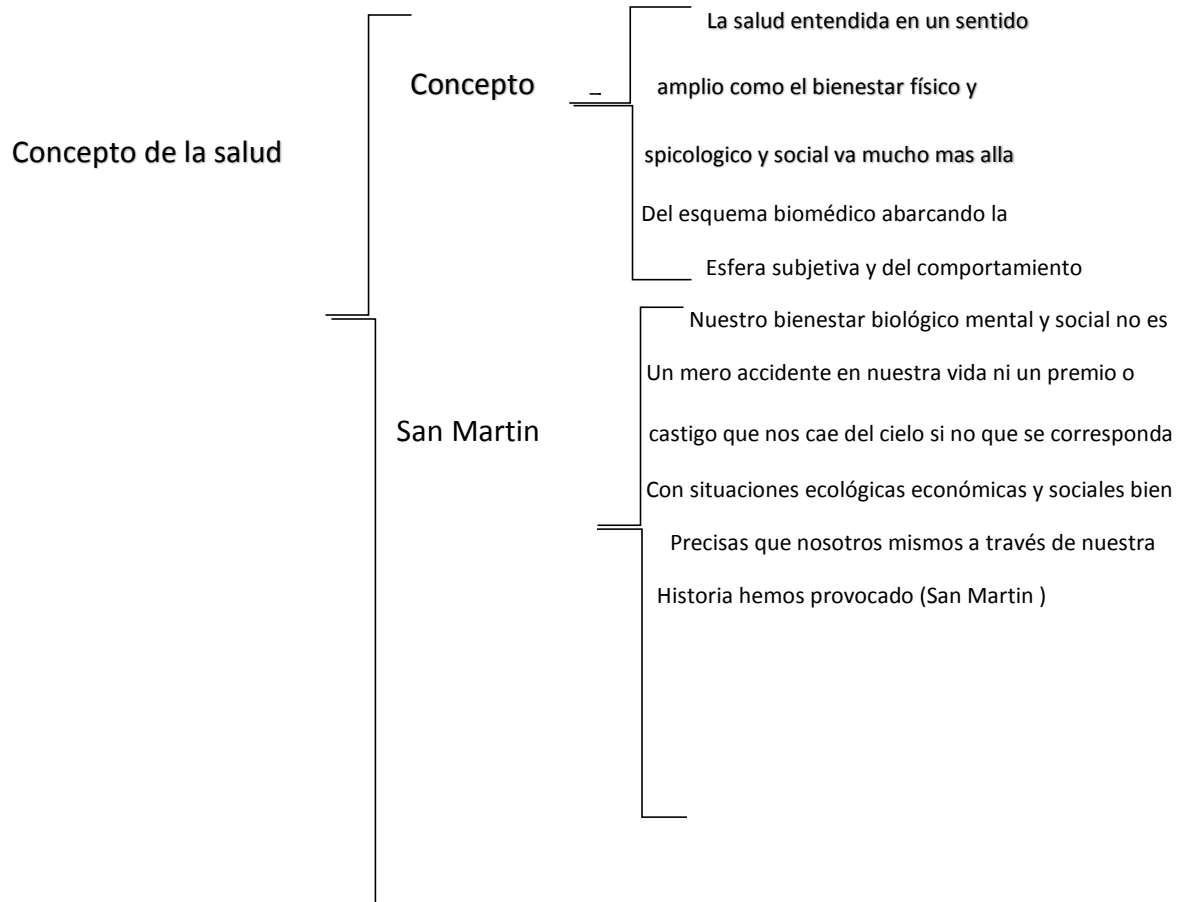 Concepto de la salud
Concepto _
La salud entendida en un sentido
amplio como el bienestar físico y
spicologico y social va mucho mas alla
Del esquema biomédico abarcando la
Esfera subjetiva y del comportamiento
San Martin
Nuestro bienestar biológico mental y social no es
Un mero accidente en nuestra vida ni un premio o
castigo que nos cae del cielo si no que se corresponda
Con situaciones ecológicas económicas y sociales bien
Precisas que nosotros mismos a través de nuestra
Historia hemos provocado (San Martin )